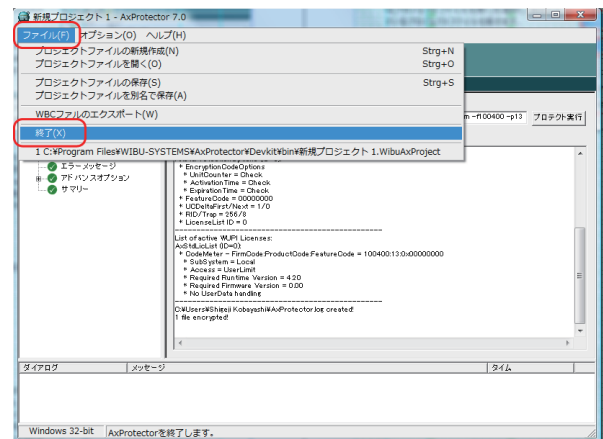 新規プロジェクト 1 - AxProtector 7.0
ファイル(F) オプション(O) ヘルプ(H)
プロジェクトファイルの新規作成(N) Strg+N
プロジェクトファイルを開く(O) Strg+O
プロジェクトファイルの保存(S) Strg+S
プロジェクトファイルを別名で保存(A)
WBCファルのエクスポート(W)
m -f100400 -p13 プロテクト実行
終了(X)
1 C:¥Program Files¥WIBU-SYSTEMS¥AxProtector¥Devkit¥bin¥新規プロジェクト 1.WibuAxProject
エラーメッセージ
アドバンスオプション
サマリー
* EncryptionCodeOptions
* UnitCounter = Check
* ActivationTime = Check
* ExpirationTime = Check
* FeatureCode = 00000000
* UCDeltaFirst/Next = 1/0
* RID/Trap = 256/8
* LicenseList ID = 0
List of active WUPI Licenses:
AxStdLicList (ID=0):
* CodeMeter - FirmCode:ProductCode:FeatureCode = 100400:13:0x00000000
* SubSystem = Local
* Access = UserLimit
* Required Runtime Version = 4.20
* Required Firmware Version = 0.00
* No UserData handling
C:¥Users¥Shigeji Kobayashi¥AxProtector.log created!
1 file encrypted!
ダイアログ メッセージ タイム
Windows 32-bit AxProtectorを終了します。